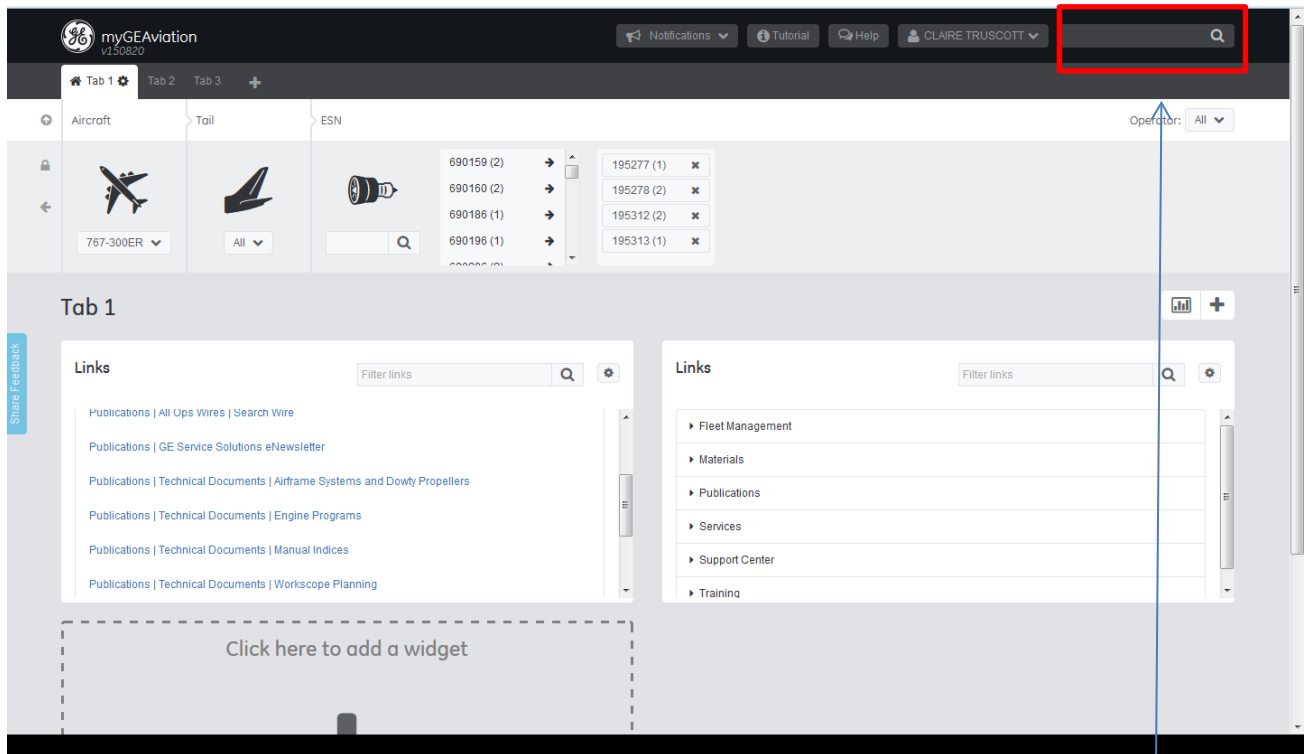 myGEAviation
v150820
Notifications
Tutorial
Help
CLAIRE TRUSCOTT
Tab 1
Tab 2
Tab 3
Aircraft
Tail
ESN
Operator: All
767-300ER
All
690159 (2)
690160 (2)
690186 (1)
690196 (1)
195277 (1)
195278 (2)
195312 (2)
195313 (1)
Tab 1
Share Feedback
Links
Filter links
Publications | All Ops Wires | Search Wire
Publications | GE Service Solutions eNewsletter
Publications | Technical Documents | Airframe Systems and Dowty Propellers
Publications | Technical Documents | Engine Programs
Publications | Technical Documents | Manual Indices
Publications | Technical Documents | Workscope Planning
Links
Filter links
Fleet Management
Materials
Publications
Services
Support Center
Training
Click here to add a widget